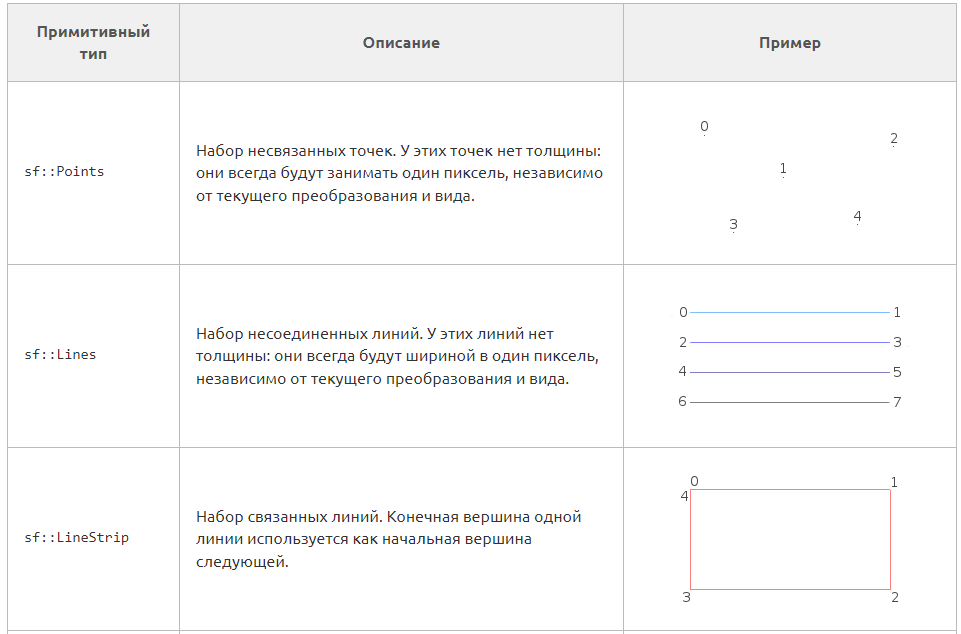 Примитивный
тип
Описание
Пример
sf::Points
Набор несвязанных точек. У этих точек нет толщины:
они всегда будут занимать один пиксель, независимо
от текущего преобразования и вида.
0
2
1
4
3
sf::Lines
Набор несоединенных линий. У этих линий нет
толщины: они всегда будут шириной в один пиксель,
независимо от текущего преобразования и вида.
0 1
2 3
4 5
6 7
sf::LineStrip
Набор связанных линий. Конечная вершина одной
линии используется как начальная вершина
следующей.
0 1
4
3 2